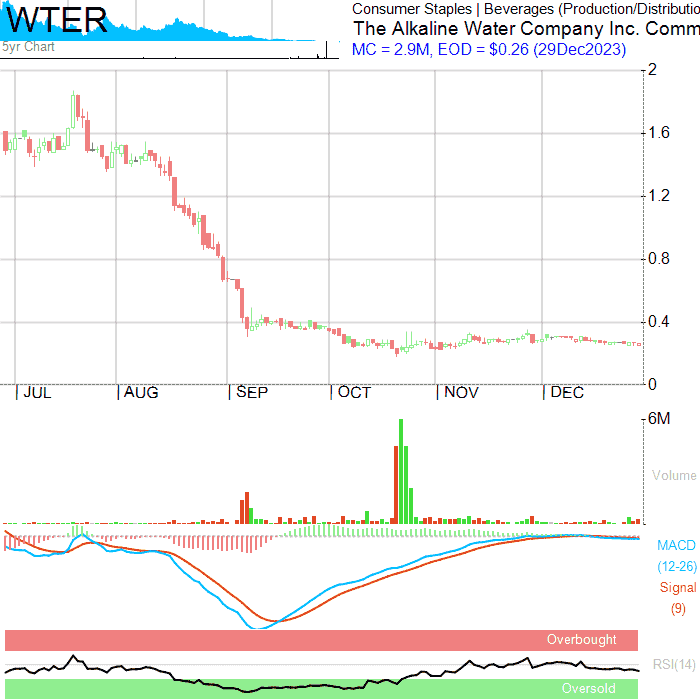 WTER
5yr Chart
Consumer Staples | Beverages (Production/Distributio
The Alkaline Water Company Inc. Comm
MC = 2.9M, EOD = $0.26 (29Dec2023)
2
1.6
1.2
0.8
0.4
0
JUL
AUG
SEP
OCT
NOV
DEC
6M
Volume
MACD
(12-26)
Signal
(9)
Overbought
RSI(14)
Oversold